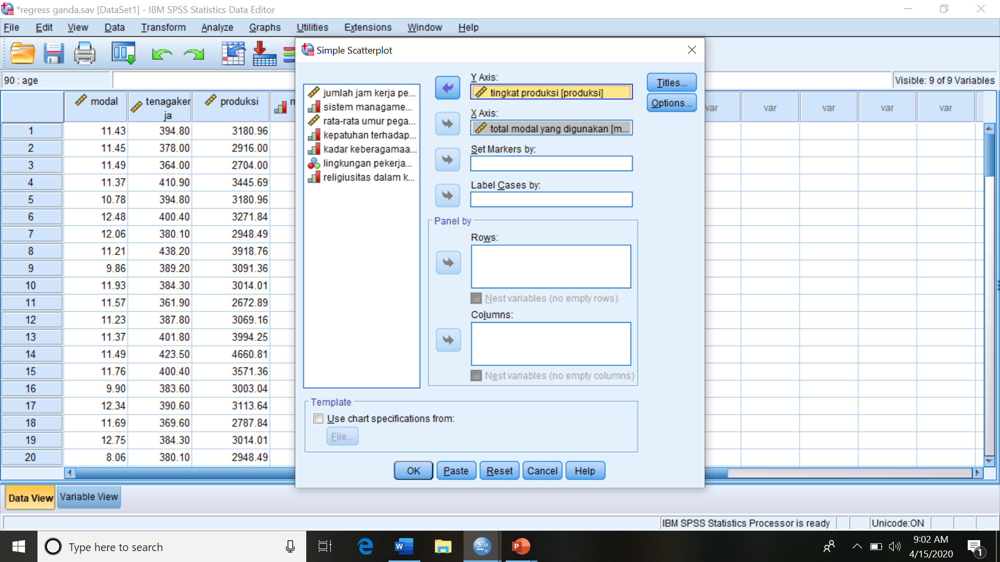 *regress ganda.sav [DataSet1] - IBM SPSS Statistics Data Editor
File Edit View Data Transform Analyze Graphs Utilities Extensions Window Help
90 : age
Visible: 9 of 9 Variables
modal tenagaker
ja produksi m var var var var var
1 11.43 394.80 3180.96
2 11.45 378.00 2916.00
3 11.49 364.00 2704.00
4 11.37 410.90 3445.69
5 10.78 394.80 3180.96
6 12.48 400.40 3271.84
7 12.06 380.10 2948.49
8 11.21 438.20 3918.76
9 9.86 389.20 3091.36
10 11.93 384.30 3014.01
11 11.57 361.90 2672.89
12 11.23 387.80 3069.16
13 11.37 401.80 3994.25
14 11.49 423.50 4660.81
15 11.76 400.40 3571.36
16 9.90 383.60 3003.04
17 12.34 390.60 3113.64
18 11.69 369.60 2787.84
19 12.75 384.30 3014.01
20 8.06 380.10 2948.49
Simple Scatterplot
jumlah jam kerja pe...
sistem managame...
rata-rata umur pega...
kepatuhan terhadap...
kadar keberagamaa...
lingkungan pekerja...
religiusitas dalam k...
Y Axis:
tingkat produksi [produksi]
X Axis:
total modal yang digunakan [m...
Set Markers by:
Label Cases by:
Panel by
Rows:
Nest variables (no empty rows)
Columns:
Nest variables (no empty columns)
Titles...
Options...
Template
Use chart specifications from:
File...
OK Paste Reset Cancel Help
Data View Variable View
IBM SPSS Statistics Processor is ready Unicode:ON
Type here to search
9:02 AM
4/15/2020
1